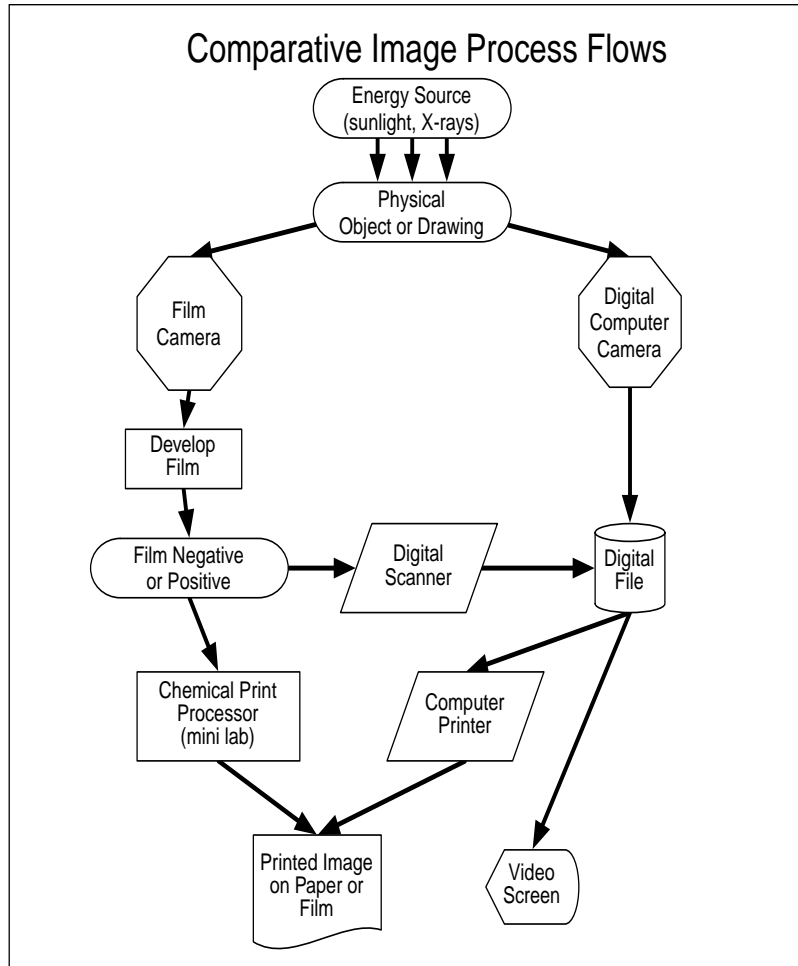 Comparative Image Process Flows
Energy Source
(sunlight, X-rays)
Physical
Object or Drawing
Film
Camera
Digital
Computer
Camera
Develop
Film
Film Negative
or Positive
Digital
Scanner
Digital
File
Chemical Print
Processor
(mini lab)
Computer
Printer
Printed Image
on Paper or
Film
Video
Screen